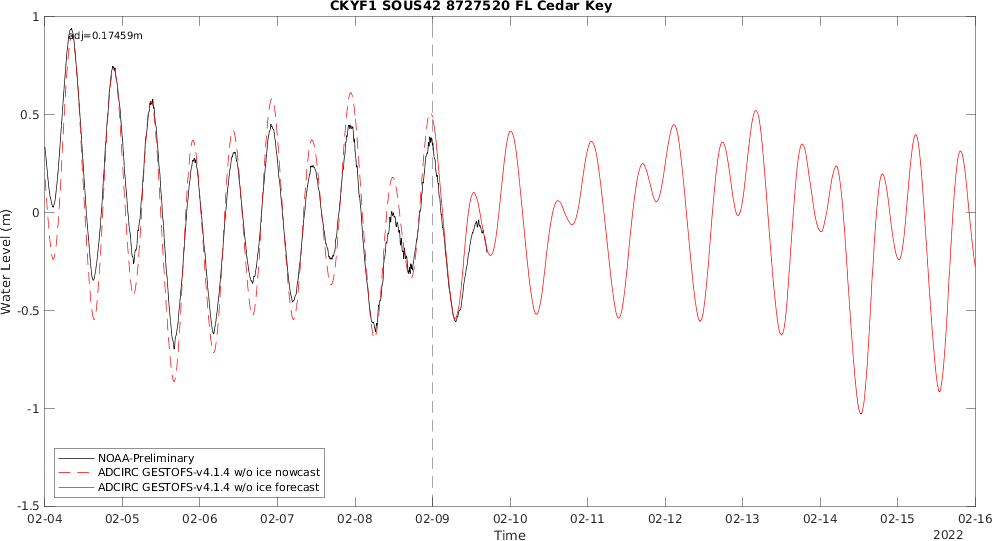 CKYF1 SOUS42 8727520 FL Cedar Key
adj=0.17459m
1
0.5
0
-0.5
-1
-1.5
Water Level (m)
NOAA-Preliminary
ADCIRC GESTOFS-v4.1.4 w/o ice nowcast
ADCIRC GESTOFS-v4.1.4 w/o ice forecast
02-04 02-05 02-06 02-07 02-08 02-09 02-10 02-11 02-12 02-13 02-14 02-15 02-16
Time
2022